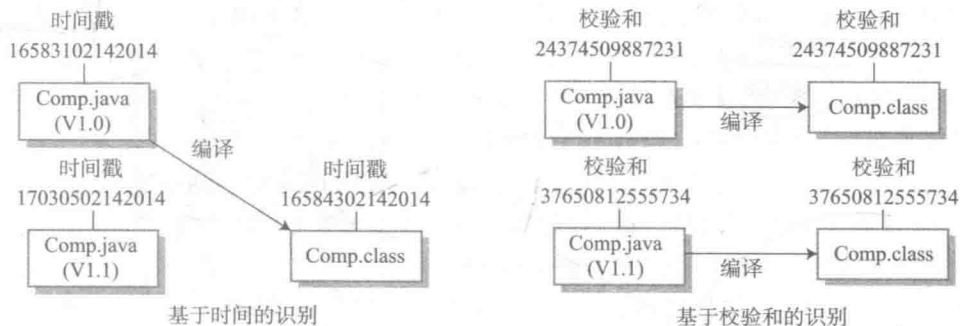 时间戳
16583102142014
Comp.java
(V1.0)
编译
时间戳
17030502142014
Comp.java
(V1.1)
时间戳
16584302142014
Comp.class
基于时间的识别
校验和
24374509887231
Comp.java
(V1.0)
编译
校验和
24374509887231
Comp.class
校验和
37650812555734
Comp.java
(V1.1)
编译
校验和
37650812555734
Comp.class
基于校验和的识别